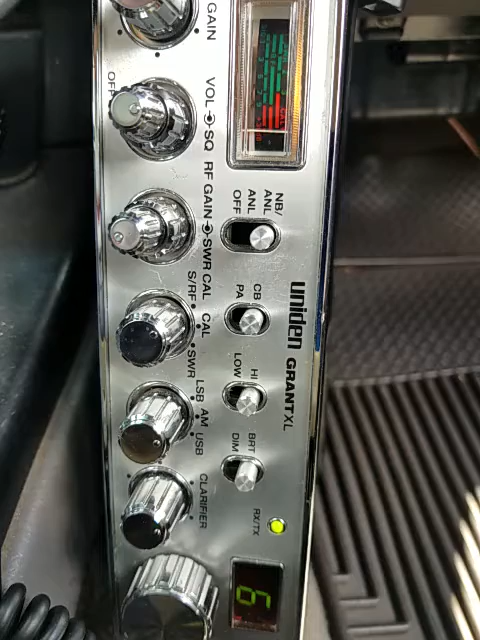 GAIN
OFF
VOL SQ
RF GAIN SWR CAL
S/RF CAL SWR
LSB AM USB
CLARIFIER
NB/
ANL
ANL
OFF
CB
PA
HI
LOW
BRT
DIM
RX/TX
uniden GRANT XL
6